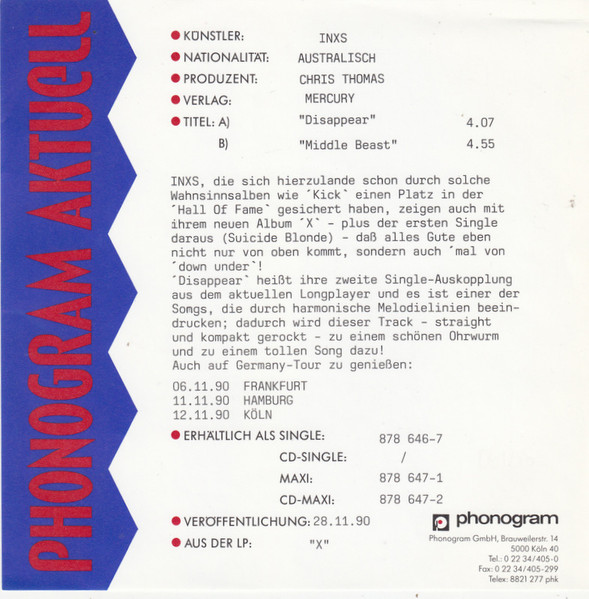 PHONOGRAM AKTUELL
KÜNSTLER: INXS
NATIONALITÄT: AUSTRALISCH
PRODUZENT: CHRIS THOMAS
VERLAG: MERCURY
TITEL: A) "Disappear" 4.07
B) "Middle Beast" 4.55
INXS, die sich hierzulande schon durch solche
Wahnsinnsalben wie ´Kick` einen Platz in der
´Hall Of Fame` gesichert haben, zeigen auch mit
ihrem neuen Album ´X` - plus der ersten Single
daraus (Suicide Blonde) - daß alles Gute eben
nicht nur von oben kommt, sondern auch ´mal von
´down under`!
´Disappear` heißt ihre zweite Single-Auskopplung
aus dem aktuellen Longplayer und es ist einer der
Songs, die durch harmonische Melodielinien beein-
drucken; dadurch wird dieser Track - straight
und kompakt gerockt - zu einem schönen Ohrwurm
und zu einem tollen Song dazu!
Auch auf Germany-Tour zu genießen:
06.11.90 FRANKFURT
11.11.90 HAMBURG
12.11.90 KÖLN
ERHÄLTLICH ALS SINGLE: 878 646-7
CD-SINGLE: /
MAXI: 878 647-1
CD-MAXI: 878 647-2
VERÖFFENTLICHUNG: 28.11.90
AUS DER LP: "X"
phonogram
Phonogram GmbH, Brauweilerstr. 14
5000 Köln 40
Tel.: 0 22 34/405-0
Fax: 0 22 34/405-299
Telex: 8821 277 phk